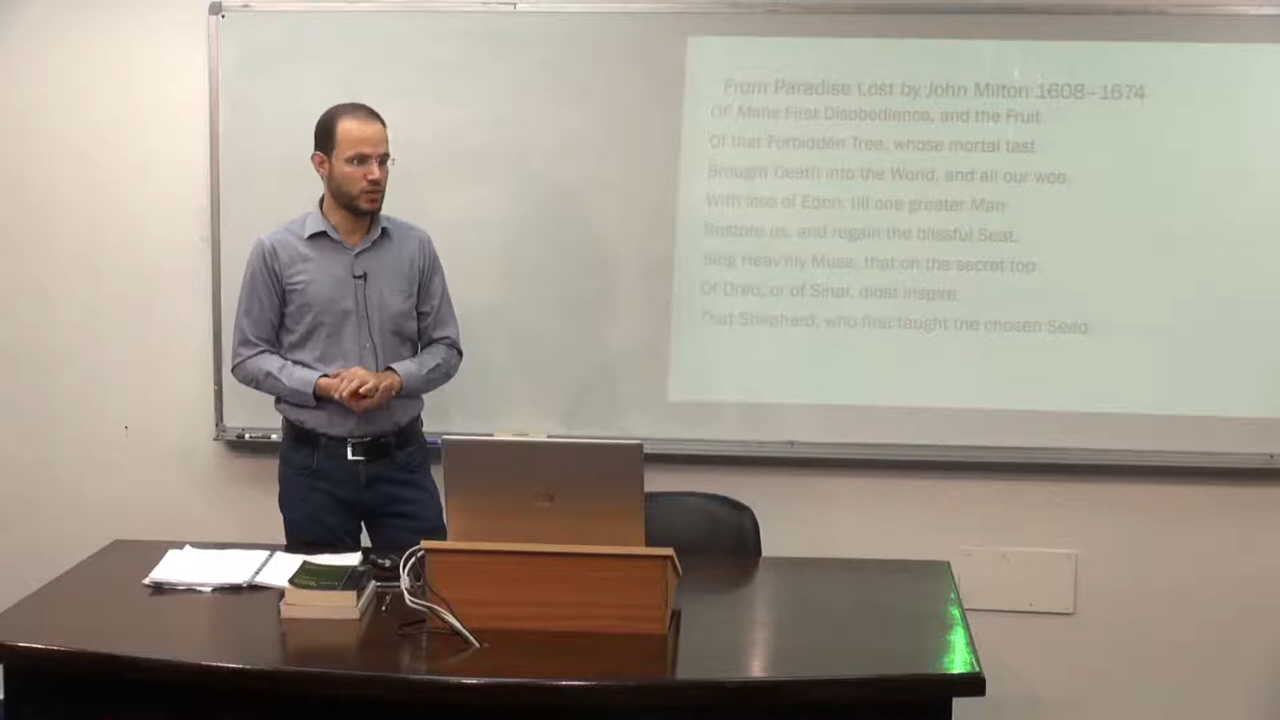 From Paradise Lost by John Milton 1608–1674
OF Mans First Disobedience, and the Fruit
Of that Forbidden Tree, whose mortal tast
Brought Death into the World, and all our woe,
With loss of Eden, till one greater Man
Restore us, and regain the blissful Seat,
Sing Heav'nly Muse, that on the secret top
Of Oreb, or of Sinai, didst inspire
That Shepherd, who first taught the chosen Seed,